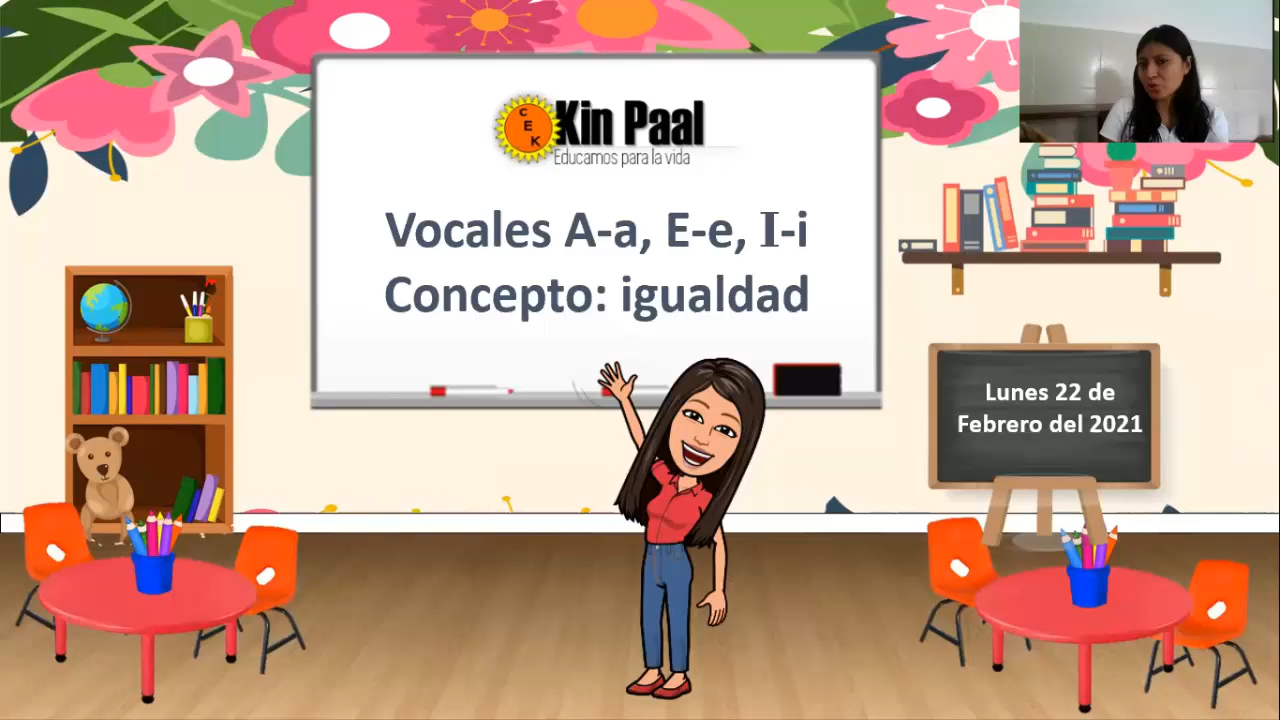 CEK
Kin Paal
Educamos para la vida
Vocales A-a, E-e, I-i
Concepto: igualdad
Lunes 22 de
Febrero del 2021